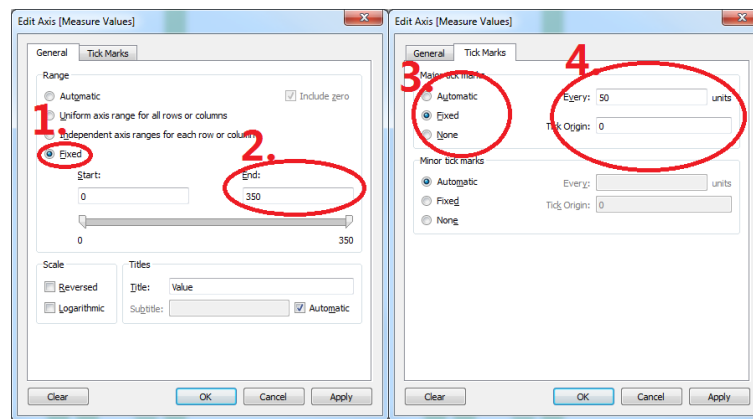 Edit Axis [Measure Values]
General Tick Marks
Range
Automatic Include zero
Uniform axis range for all rows or columns
1.
Independent axis ranges for each row or column
Fixed
2.
Start: End:
0 350
0 350
Scale Titles
Reversed Title: Value
Logarithmic Subtitle: Automatic
Clear OK Cancel Apply
Edit Axis [Measure Values]
General Tick Marks
4.
Major tick marks
3.
Automatic Every: 50 units
Fixed
Tick Origin: 0
None
Minor tick marks
Automatic Every: units
Fixed Tick Origin: 0
None
Clear OK Cancel Apply